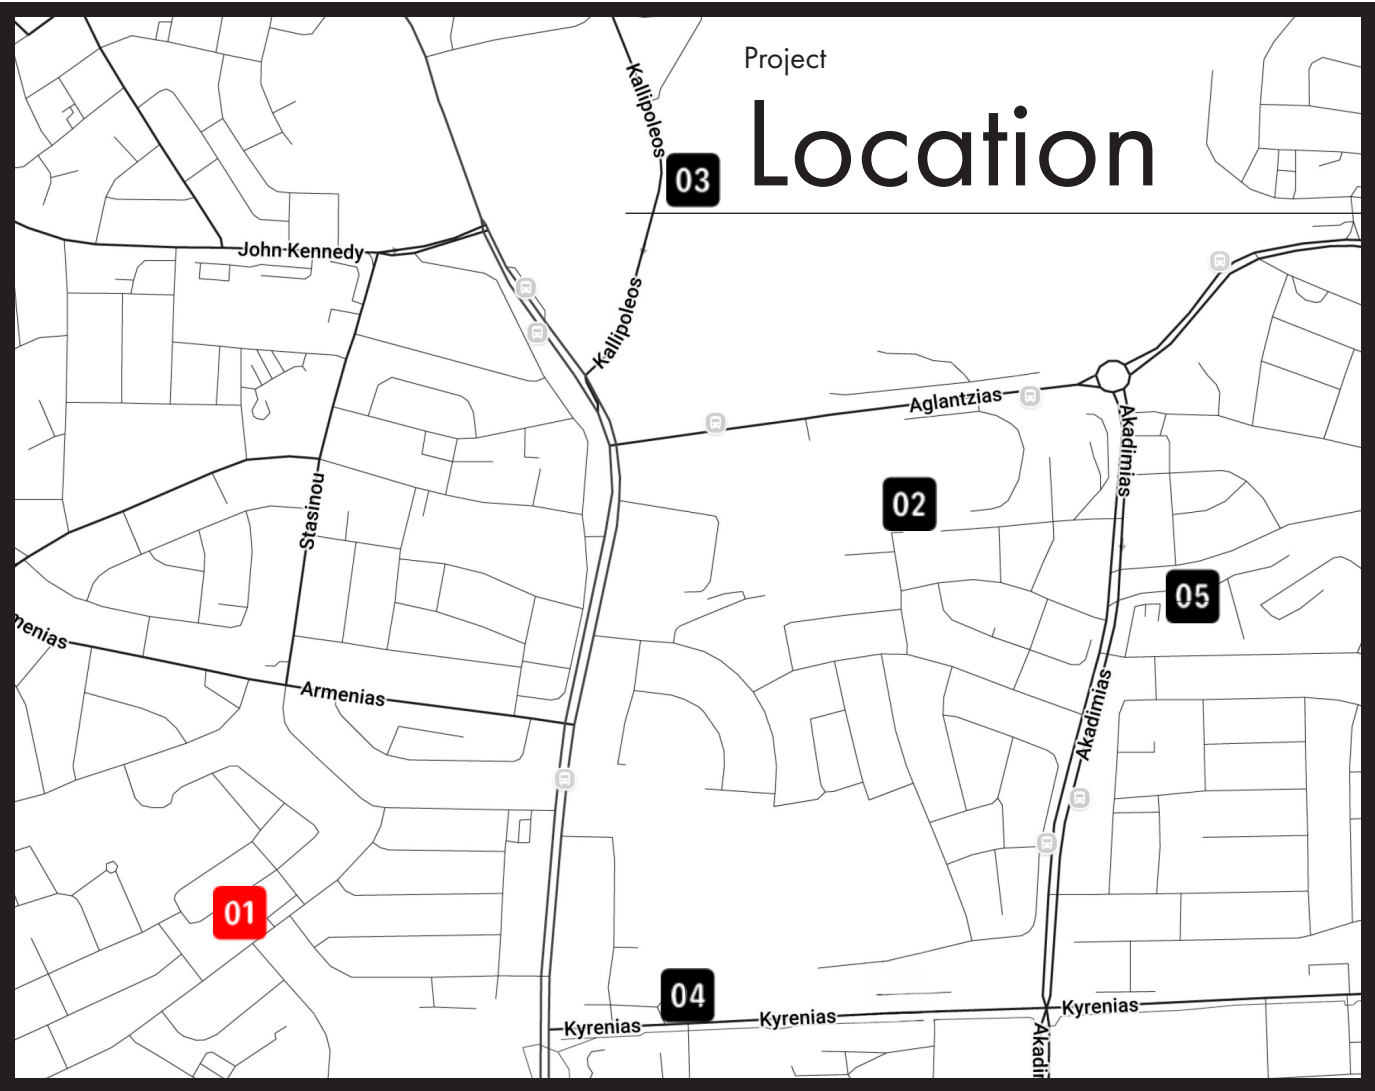 Project
Location
Kallipoleos
03
John Kennedy
Kallipoleos
Aglantzias
Akadimias
02
Stasinou
05
menias
Armenias
Akadimias
01
04
Kyrenias
Kyrenias
Kyrenias
Akadin